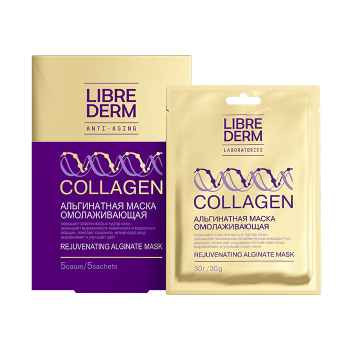 LIBRE
DERM
ANTI-AGING
COLLAGEN
АЛЬГИНАТНАЯ МАСКА
ОМОЛАЖИВАЮЩАЯ
REJUVENATING ALGINATE MASK
5саше/5sachets
LIBRE
DERM
LABORATORIES
COLLAGEN
АЛЬГИНАТНАЯ МАСКА
ОМОЛАЖИВАЮЩАЯ
REJUVENATING ALGINATE MASK
30г/30g